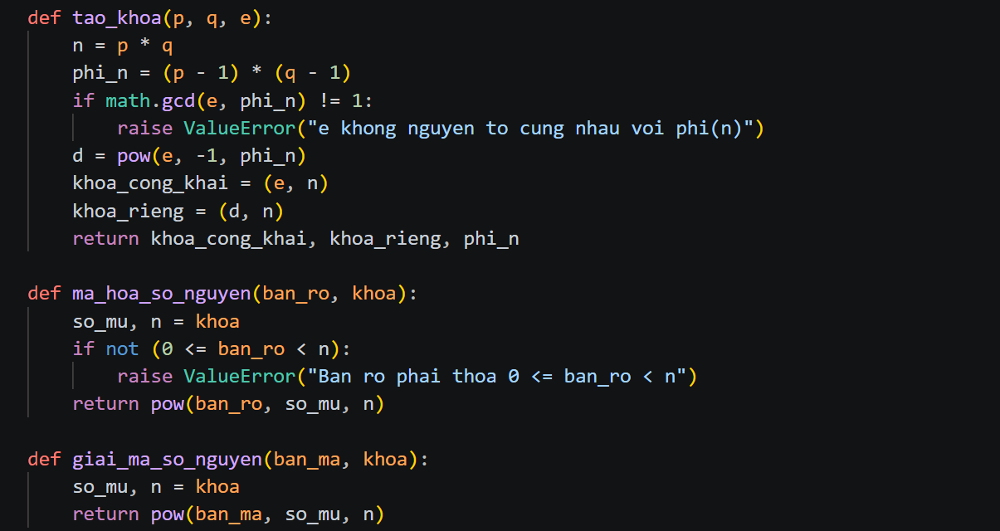 def tao_khoa(p, q, e):
    n = p * q
    phi_n = (p - 1) * (q - 1)
    if math.gcd(e, phi_n) != 1:
        raise ValueError("e khong nguyen to cung nhau voi phi(n)")
    d = pow(e, -1, phi_n)
    khoa_cong_khai = (e, n)
    khoa_rieng = (d, n)
    return khoa_cong_khai, khoa_rieng, phi_n

def ma_hoa_so_nguyen(ban_ro, khoa):
    so_mu, n = khoa
    if not (0 <= ban_ro < n):
        raise ValueError("Ban ro phai thoa 0 <= ban_ro < n")
    return pow(ban_ro, so_mu, n)

def giai_ma_so_nguyen(ban_ma, khoa):
    so_mu, n = khoa
    return pow(ban_ma, so_mu, n)